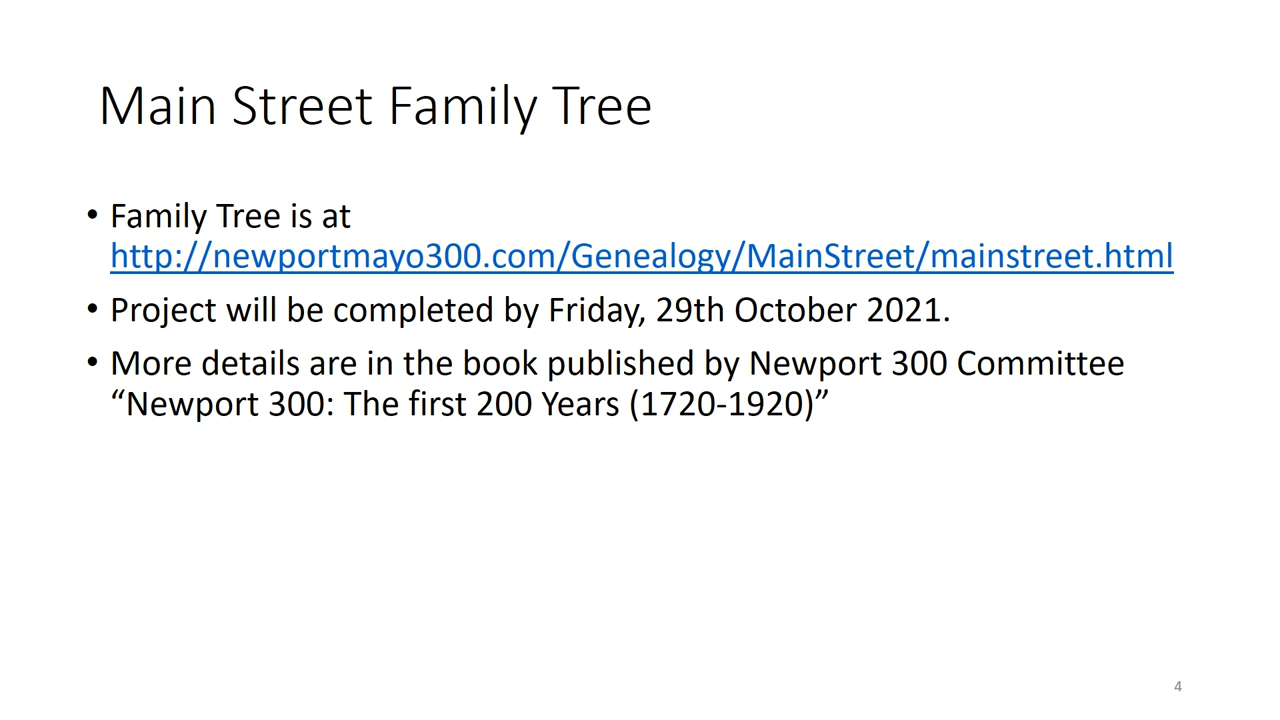 Main Street Family Tree
• Family Tree is at
http://newportmayo300.com/Genealogy/MainStreet/mainstreet.html
• Project will be completed by Friday, 29th October 2021.
• More details are in the book published by Newport 300 Committee
“Newport 300: The first 200 Years (1720-1920)”
4